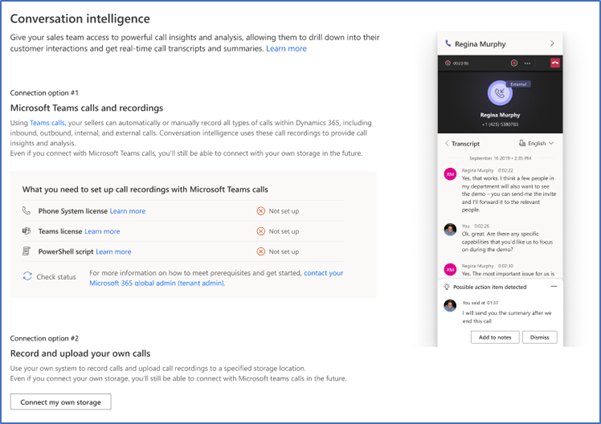 Conversation intelligence
Give your sales team access to powerful call insights and analysis, allowing them to drill down into their
customer interactions and get real-time call transcripts and summaries. Learn more
Connection option #1
Microsoft Teams calls and recordings
Using Teams calls, your sellers can automatically or manually record all types of calls within Dynamics 365, including
inbound, outbound, internal, and external calls. Conversation intelligence uses these call recordings to provide call
insights and analysis.
Even if you connect with Microsoft Teams calls, you'll still be able to connect with your own storage in the future.
What you need to set up call recordings with Microsoft Teams calls
Phone System license Learn more
Not set up
Teams license Learn more
Not set up
PowerShell script Learn more
Not set up
Check status
For more information on how to meet prerequisites and get started, contact your
Microsoft 365 global admin (tenant admin).
Connection option #2
Record and upload your own calls
Use your own system to record calls and upload call recordings to a specified storage location.
Even if you connect your own storage, you'll still be able to connect with Microsoft teams calls in the future.
Connect my own storage
Regina Murphy
External
Regina Murphy
Transcript
English
September 19.2019 • 2:35 PM
RM
Regina Murphy 0:02:22
Yes, that works. I think a few people in
my department will also want to see
the demo – you can send me the invite
and I'll forward it to the relevant
people.
You 0:02:26
Ok, great. Are there any specific
capabilities that you'd like us to focus
on during the demo?
RM
Regina Murphy 0:02:30
Yes. The most important issue for us is
Possible action item detected
You said at 01:37
I will send you the summary after we
end this call
Add to notes
Dismiss